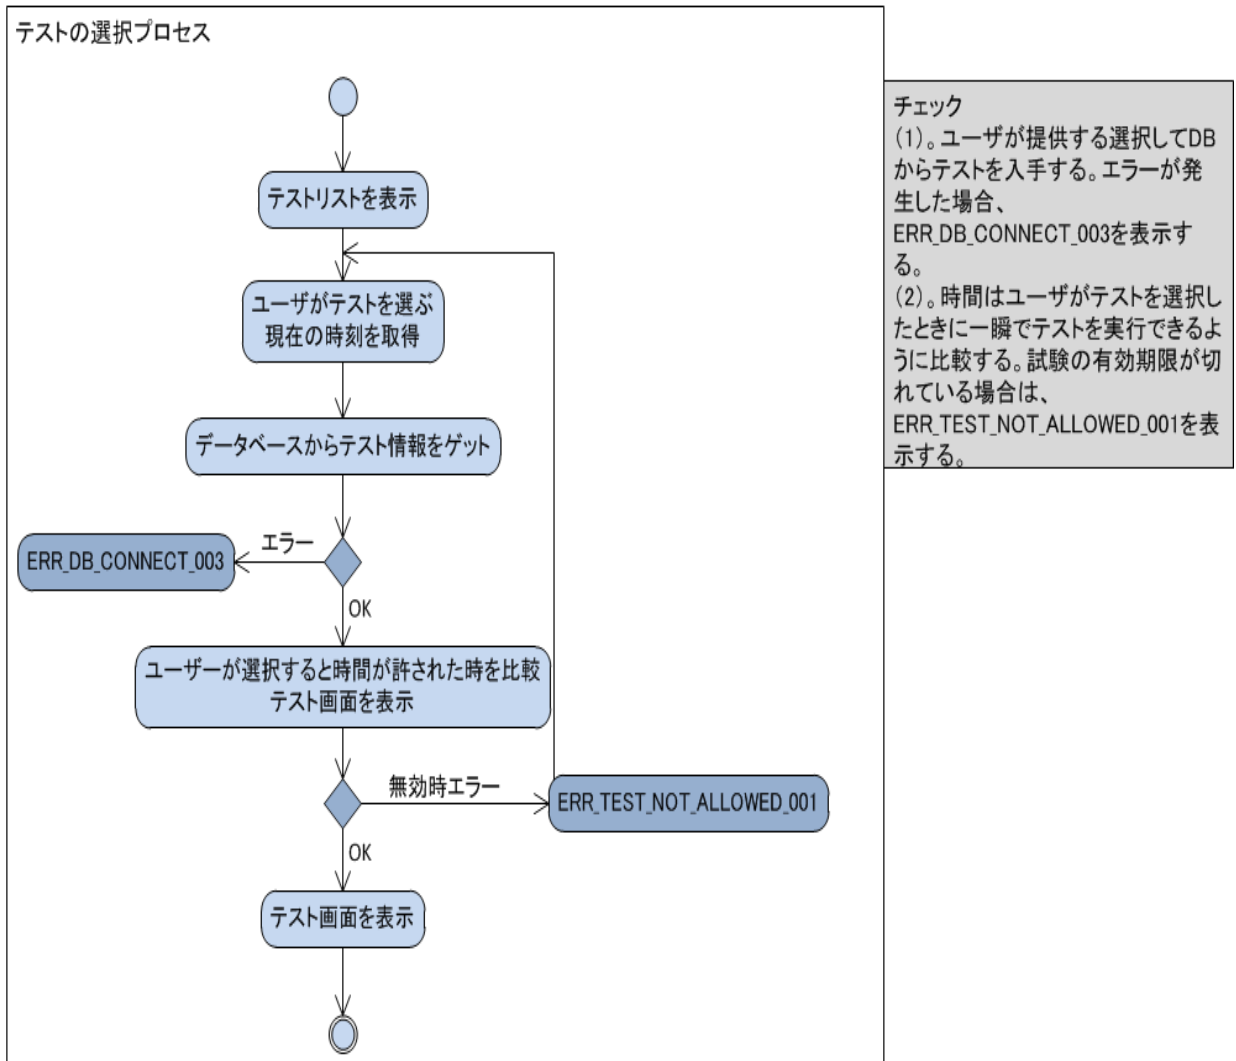 テストの選択プロセス
テストリストを表示
ユーザがテストを選ぶ
現在の時刻を取得
データベースからテスト情報をゲット
エラー
ERR_DB_CONNECT_003
OK
ユーザーが選択すると時間が許された時を比較
テスト画面を表示
無効時エラー
ERR_TEST_NOT_ALLOWED_001
OK
テスト画面を表示
チェック
(1)。ユーザが提供する選択してDB
からテストを入手する。エラーが発
生した場合、
ERR_DB_CONNECT_003を表示す
る。
(2)。時間はユーザがテストを選択し
たときに一瞬でテストを実行できるよ
うに比較する。試験の有効期限が切
れている場合は、
ERR_TEST_NOT_ALLOWED_001を表
示する。